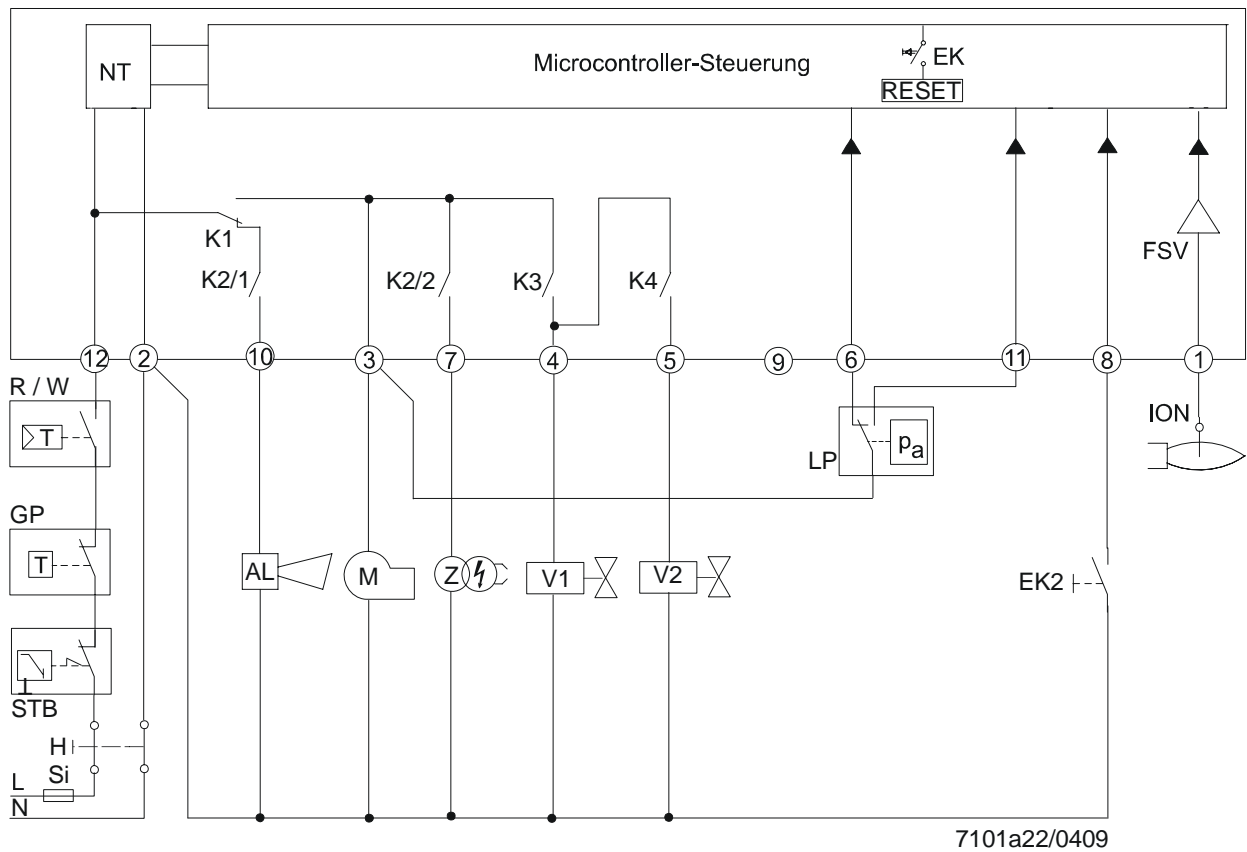 NT
Microcontroller-Steuerung
EK
RESET
FSV
K1
K2/1
K2/2
K3
K4
12
2
10
3
7
4
5
9
6
11
8
1
R / W
T
ION
LP
pa
GP
T
AL
M
Z
V1
V2
EK2
STB
H
Si
L
N
7101a22/0409